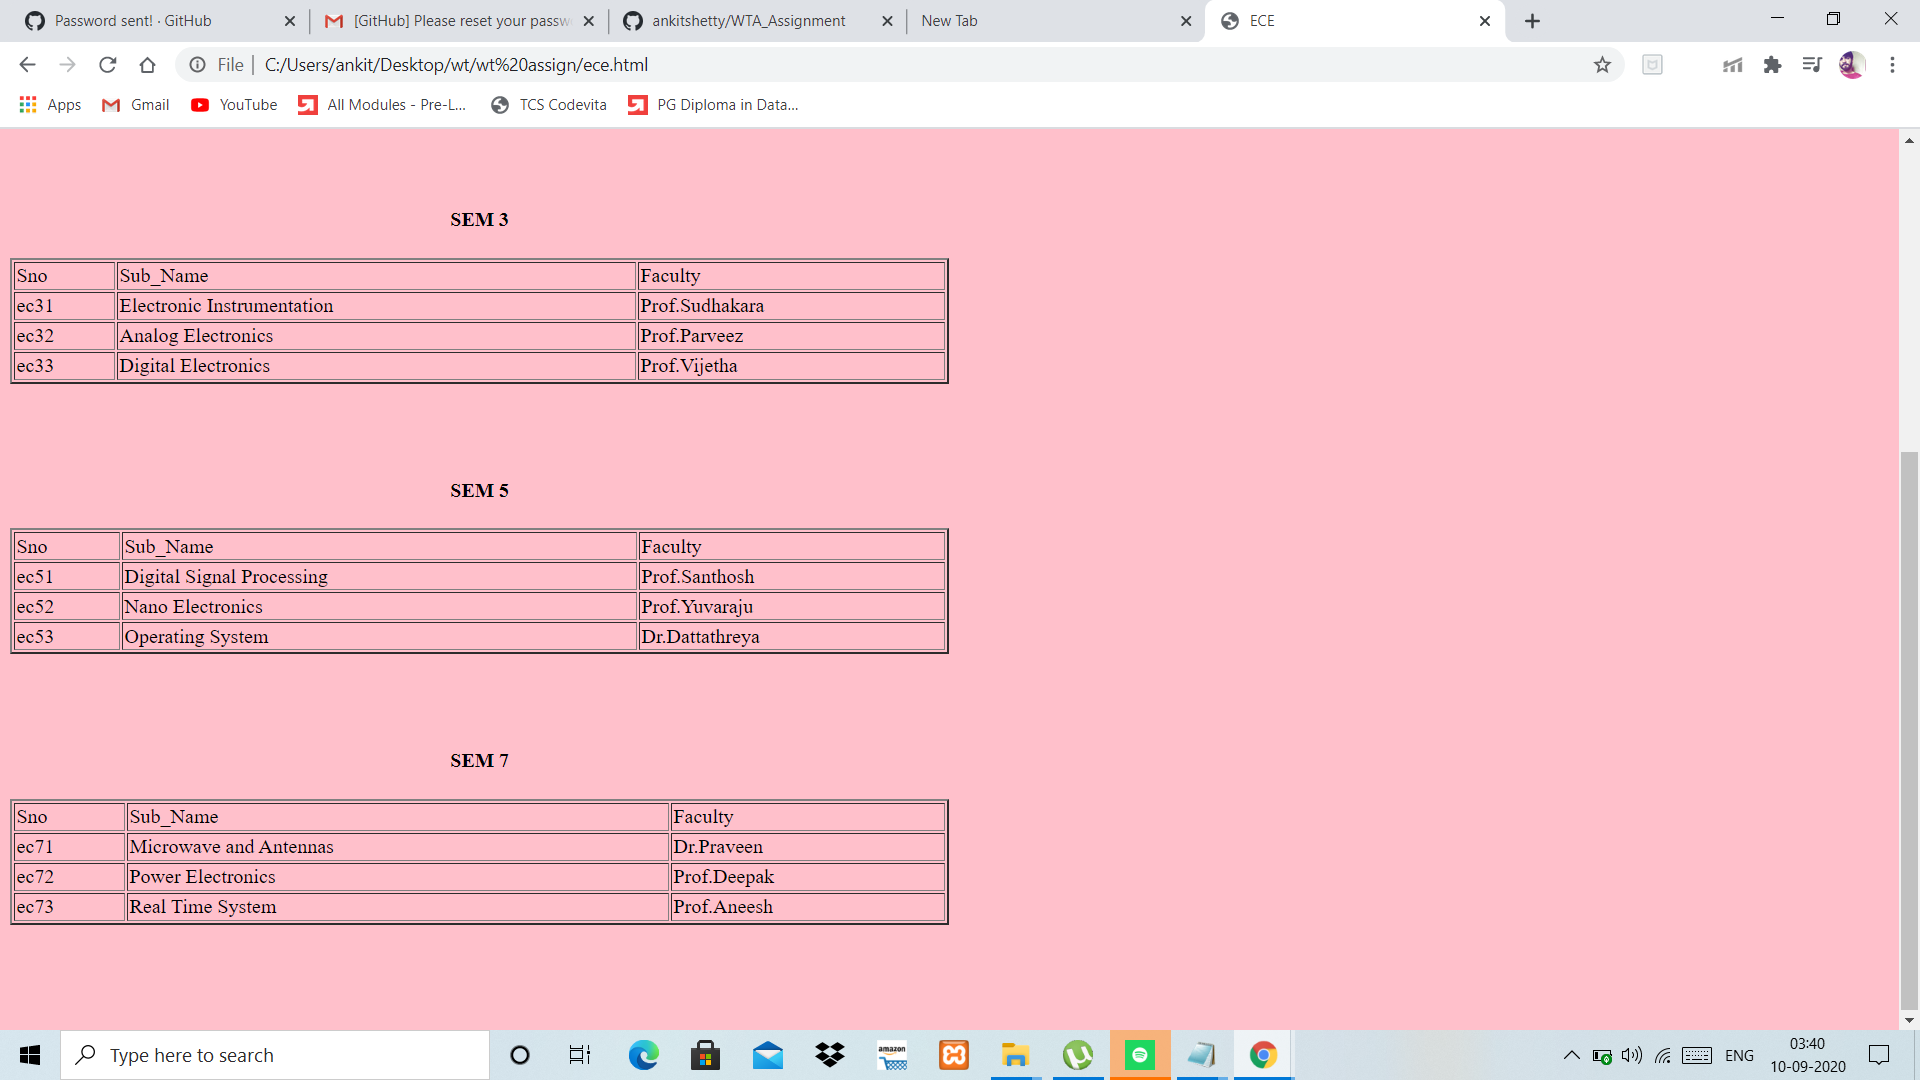 Password sent! · GitHub
[GitHub] Please reset your passw
ankitshetty/WTA_Assignment
New Tab
ECE
File
C:/Users/ankit/Desktop/wt/wt%20assign/ece.html
Apps
Gmail
YouTube
All Modules - Pre-L...
TCS Codevita
PG Diploma in Data...
SEM 3
Sno Sub_Name Faculty
ec31 Electronic Instrumentation Prof.Sudhakara
ec32 Analog Electronics Prof.Parveez
ec33 Digital Electronics Prof.Vijetha
SEM 5
Sno Sub_Name Faculty
ec51 Digital Signal Processing Prof.Santhosh
ec52 Nano Electronics Prof.Yuvaraju
ec53 Operating System Dr.Dattathreya
SEM 7
Sno Sub_Name Faculty
ec71 Microwave and Antennas Dr.Praveen
ec72 Power Electronics Prof.Deepak
ec73 Real Time System Prof.Aneesh
Type here to search
amazon
ENG
03:40
10-09-2020